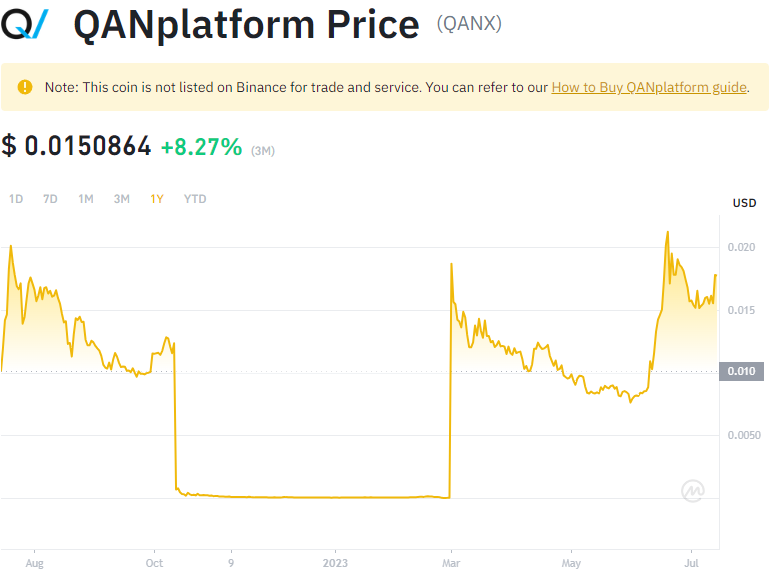 QANplatform Price (QANX)
Note: This coin is not listed on Binance for trade and service. You can refer to our How to Buy QANplatform guide.
$ 0.0150864 +8.27% (3M)
1D 7D 1M 3M 1Y YTD
USD
0.020
0.015
0.010
0.0050
Aug Oct 9 2023 Mar May Jul